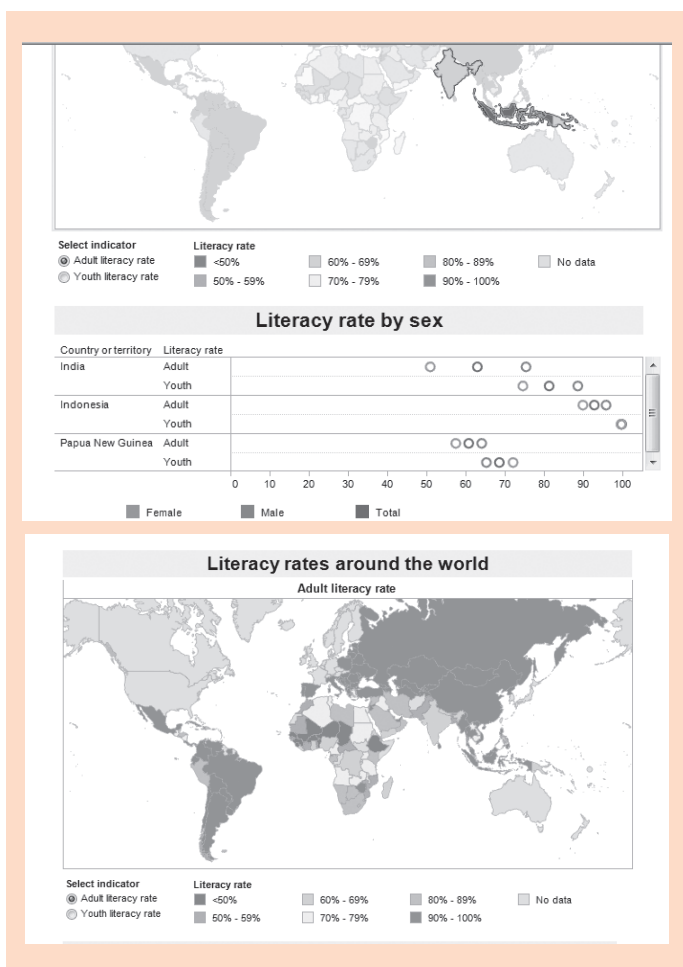 Select indicator Literacy rate
Adult literacy rate <50% 60% - 69% 80% - 89% No data
Youth literacy rate 50% - 59% 70% - 79% 90% - 100%
Literacy rate by sex
Country or territory Literacy rate
India Adult
Youth
Indonesia Adult
Youth
Papua New Guinea Adult
Youth
0 10 20 30 40 50 60 70 80 90 100
Female Male Total
Literacy rates around the world
Adult literacy rate
Select indicator Literacy rate
Adult literacy rate <50% 60% - 69% 80% - 89% No data
Youth literacy rate 50% - 59% 70% - 79% 90% - 100%